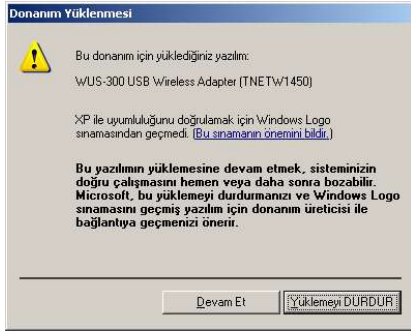 Donanım Yüklenmesi
Bu donanım için yüklediğiniz yazılım:
WUS-300 USB Wireless Adapter (TNETW1450)
XP ile uyumluluğunu doğrulamak için Windows Logo
sınamasından geçmedi. (Bu sınamanın önemini bildir.)
Bu yazılımın yüklemesine devam etmek, sisteminizin
doğru çalışmasını hemen veya daha sonra bozabilir.
Microsoft, bu yüklemeyi durdurmanızı ve Windows Logo
sınamasını geçmiş yazılım için donanım üreticisi ile
bağlantıya geçmenizi önerir.
Devam Et
Yüklemeyi DURDUR